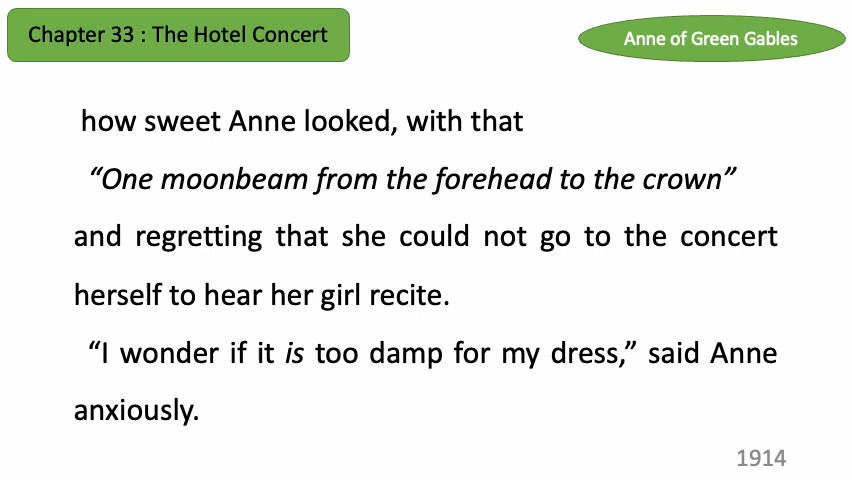 Chapter 33 : The Hotel Concert
Anne of Green Gables
how sweet Anne looked, with that
“One moonbeam from the forehead to the crown”
and regretting that she could not go to the concert
herself to hear her girl recite.
“I wonder if it is too damp for my dress,” said Anne
anxiously.
1914